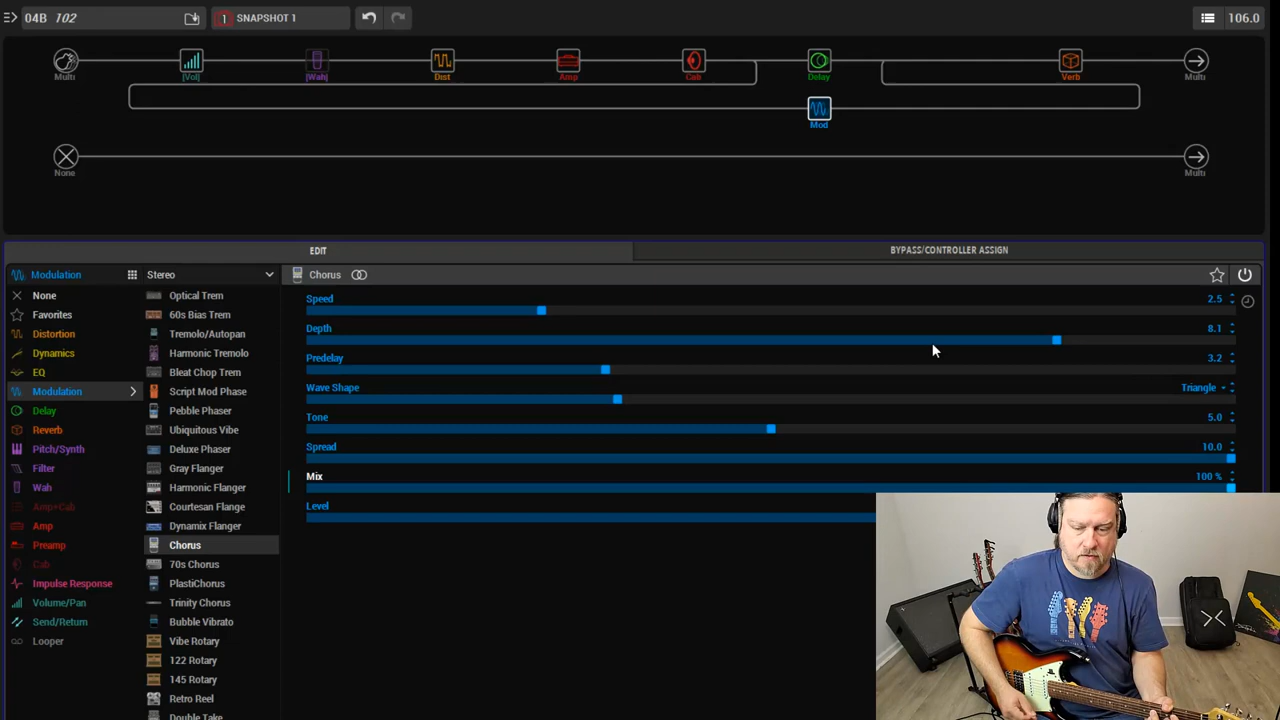 04B 102
1 SNAPSHOT 1
106.0
Multi
[Vol]
[Wah]
Dist
Amp
Cab
Delay
Verb
Multi
Mod
None
Multi
EDIT
BYPASS/CONTROLLER ASSIGN
Modulation
Stereo
Chorus
None
Favorites
Distortion
Dynamics
EQ
Modulation
Delay
Reverb
Pitch/Synth
Filter
Wah
Amp+Cab
Amp
Preamp
Cab
Impulse Response
Volume/Pan
Send/Return
Looper
Optical Trem
60s Bias Trem
Tremolo/Autopan
Harmonic Tremolo
Bleat Chop Trem
Script Mod Phase
Pebble Phaser
Ubiquitous Vibe
Deluxe Phaser
Gray Flanger
Harmonic Flanger
Courtesan Flange
Dynamix Flanger
Chorus
70s Chorus
PlastiChorus
Trinity Chorus
Bubble Vibrato
Vibe Rotary
122 Rotary
145 Rotary
Retro Reel
Double Take
Speed 2.5
Depth 8.1
Predelay 3.2
Wave Shape Triangle
Tone 5.0
Spread 10.0
Mix 100 %
Level